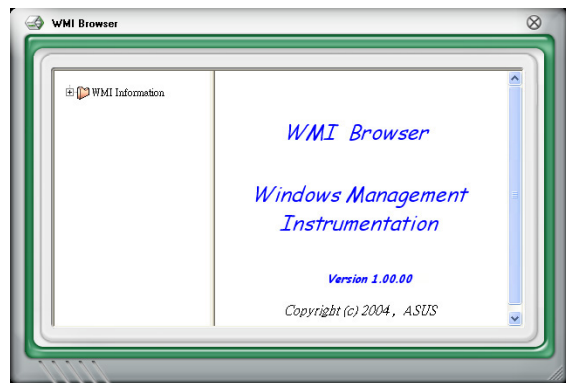 WMI Browser
WMI Information
WMI Browser
Windows Management
Instrumentation
Version 1.00.00
Copyright (c) 2004, ASUS